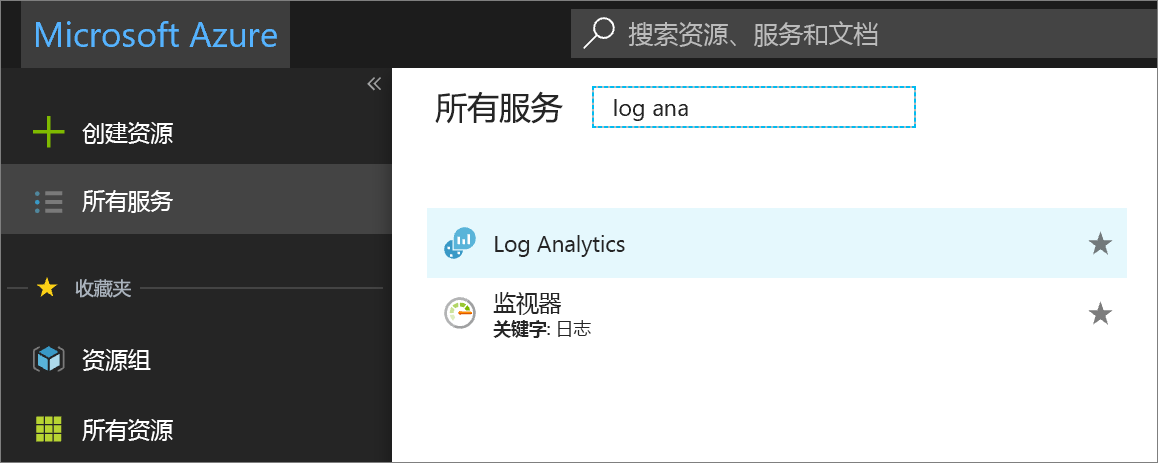 Microsoft Azure
搜索资源、服务和文档
创建资源
所有服务
收藏夹
资源组
所有资源
所有服务
log ana
Log Analytics
监视器
关键字: 日志